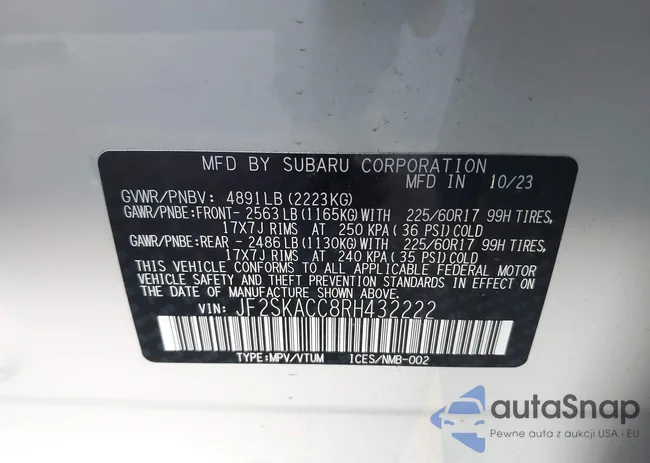 MFD BY SUBARU CORPORATION
MFD IN 10/23
GVWR/PNBV: 4891LB (2223KG)
GAWR/PNBE:FRONT- 2563 LB (1165KG) WITH 225/60R17 99H TIRES,
17X7J RIMS AT 250 KPA ( 36 PSI) COLD
GAWR/PNBE:REAR - 2486 LB (1130KG) WITH 225/60R17 99H TIRES,
17X7J RIMS AT 240 KPA ( 35 PSI) COLD
THIS VEHICLE CONFORMS TO ALL APPLICABLE FEDERAL MOTOR
VEHICLE SAFETY AND THEFT PREVENTION STANDARDS IN EFFECT ON
THE DATE OF MANUFACTURE SHOWN ABOVE.
VIN: JF2SKACC8RH432222
TYPE:MPV/VTUM ICES/NMB-002
autaSnap
Pewne auta z aukcji USA i EU